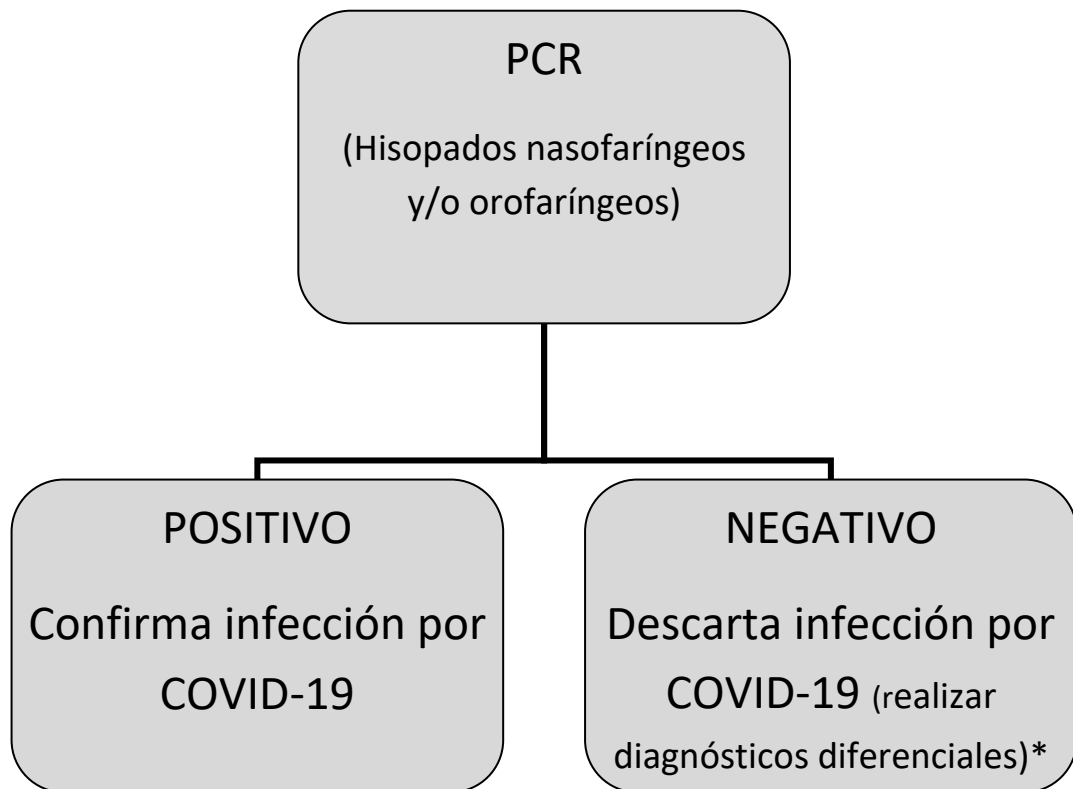 PCR
(Hisopados nasofaríngeos
y/o orofaríngeos)
POSITIVO
Confirma infección por
COVID-19
NEGATIVO
Descarta infección por
COVID-19 (realizar
diagnósticos diferenciales)*